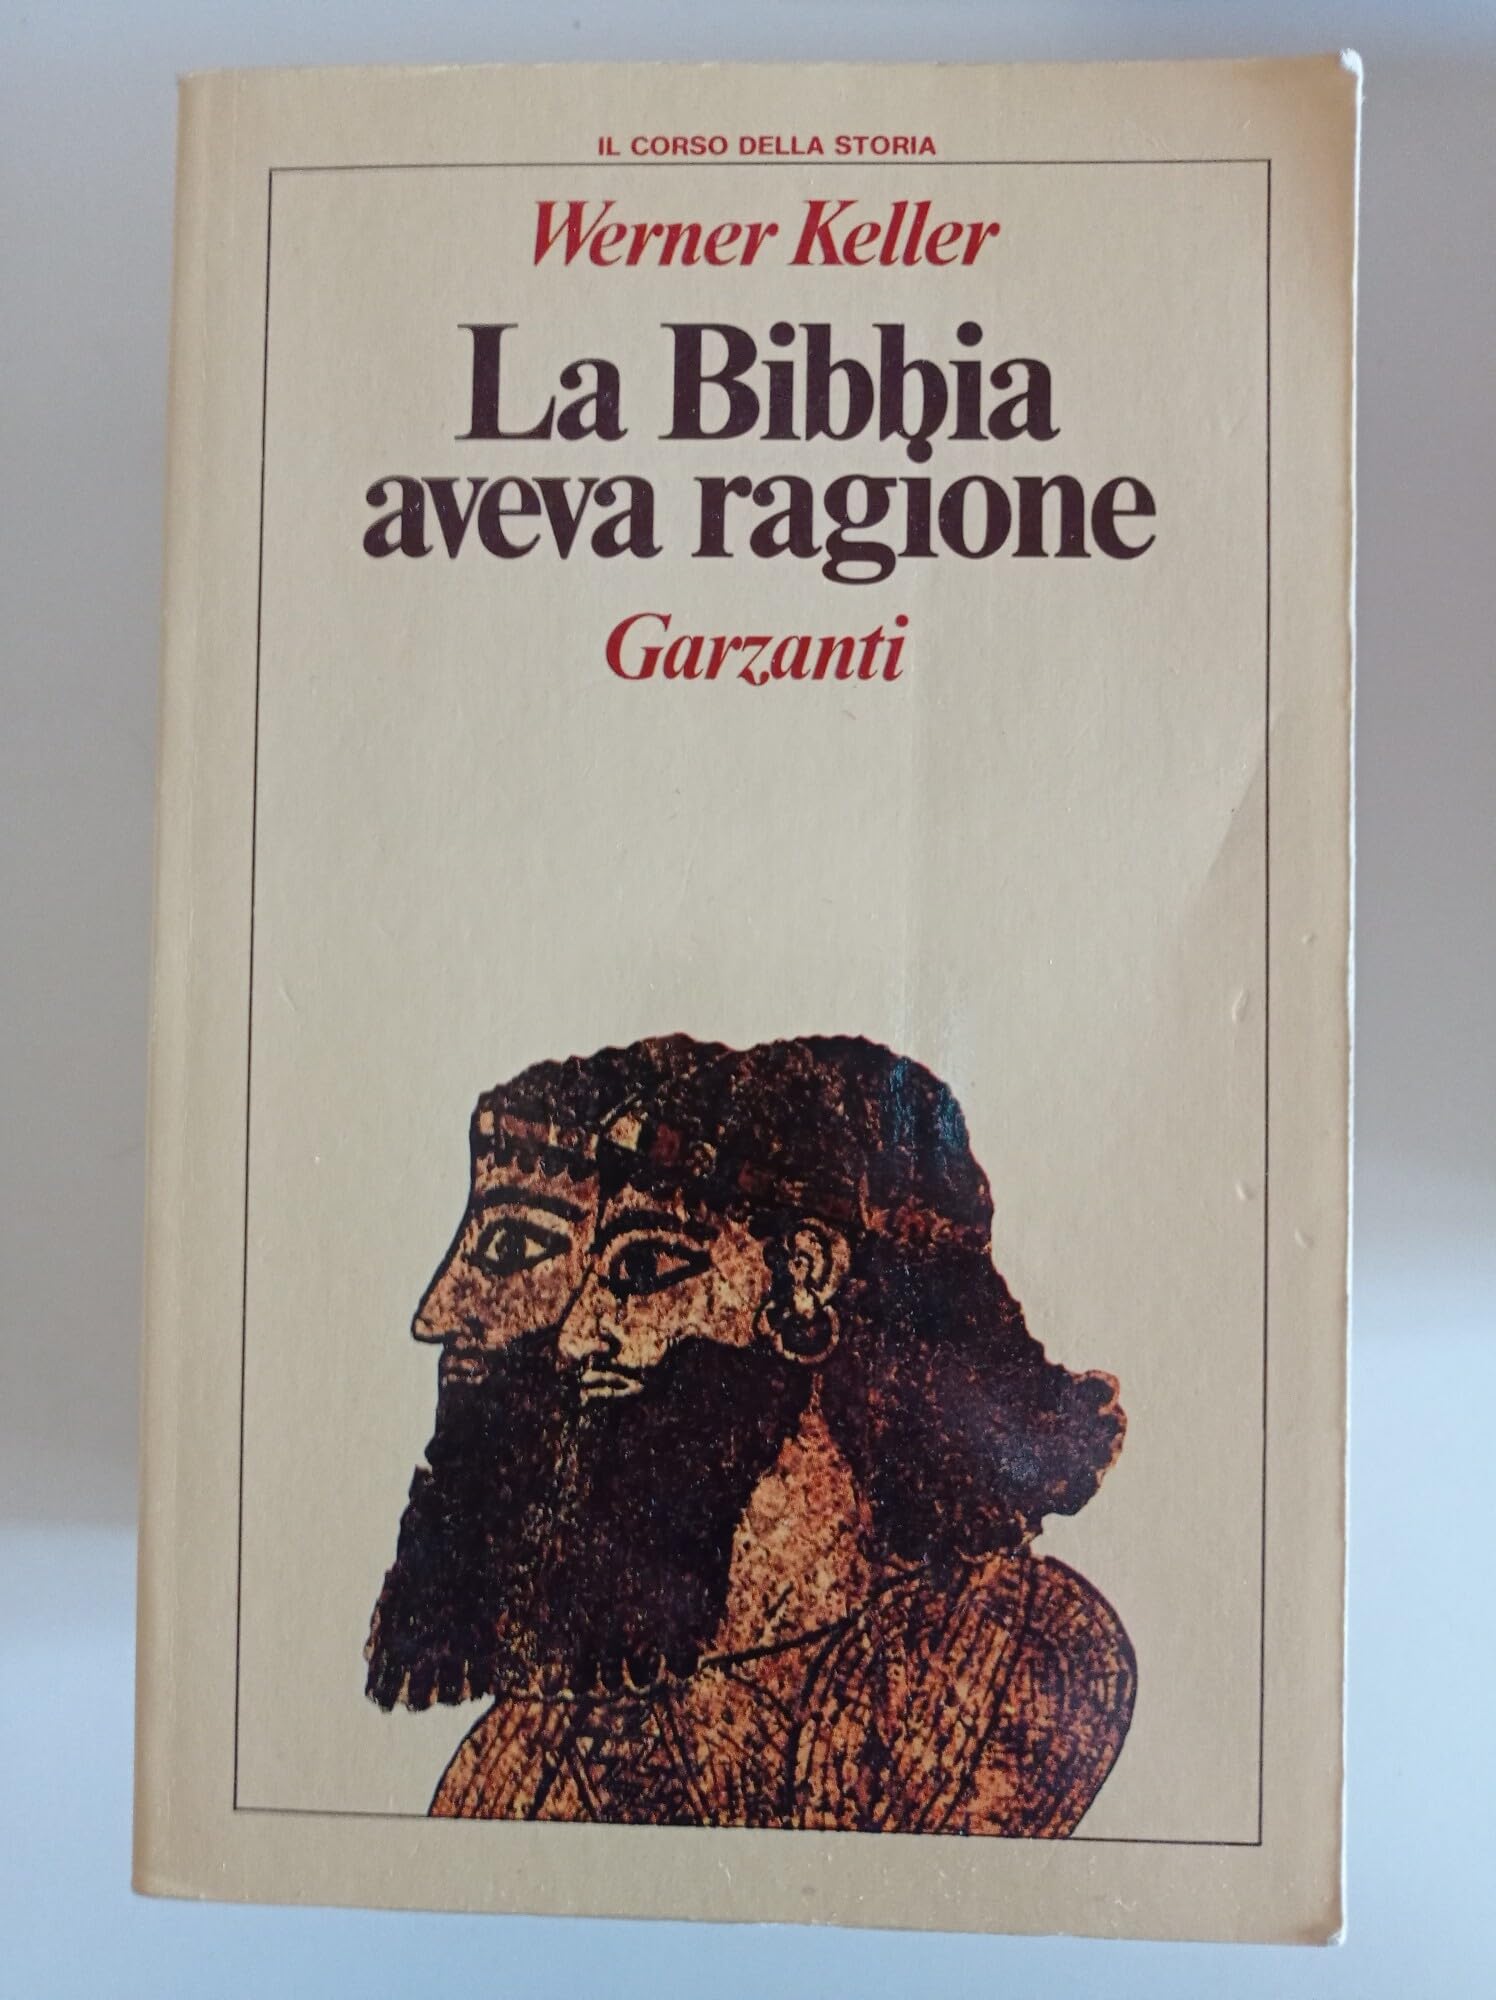 IL CORSO DELLA STORIA
Werner Keller
La Bibbia
aveva ragione
Garzanti